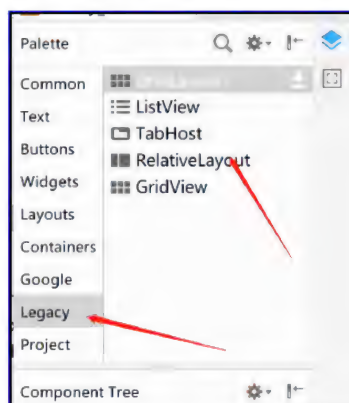 Palette
Common
Text
Buttons
Widgets
Layouts
Containers
Google
Legacy
Project
ListView
TabHost
RelativeLayout
GridView
Component Tree